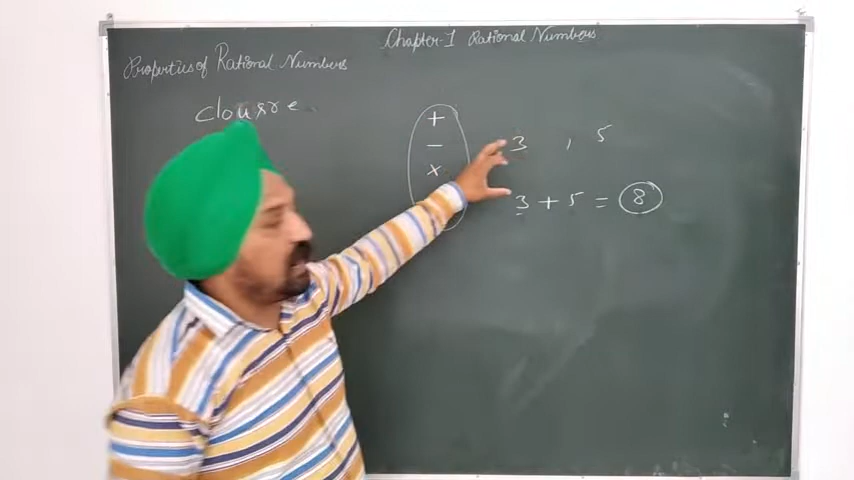 Chapter-1 Rational Numbers
Properties of Rational Numbers
Clousre
+
−
×
3 , 5
3 + 5 = 8